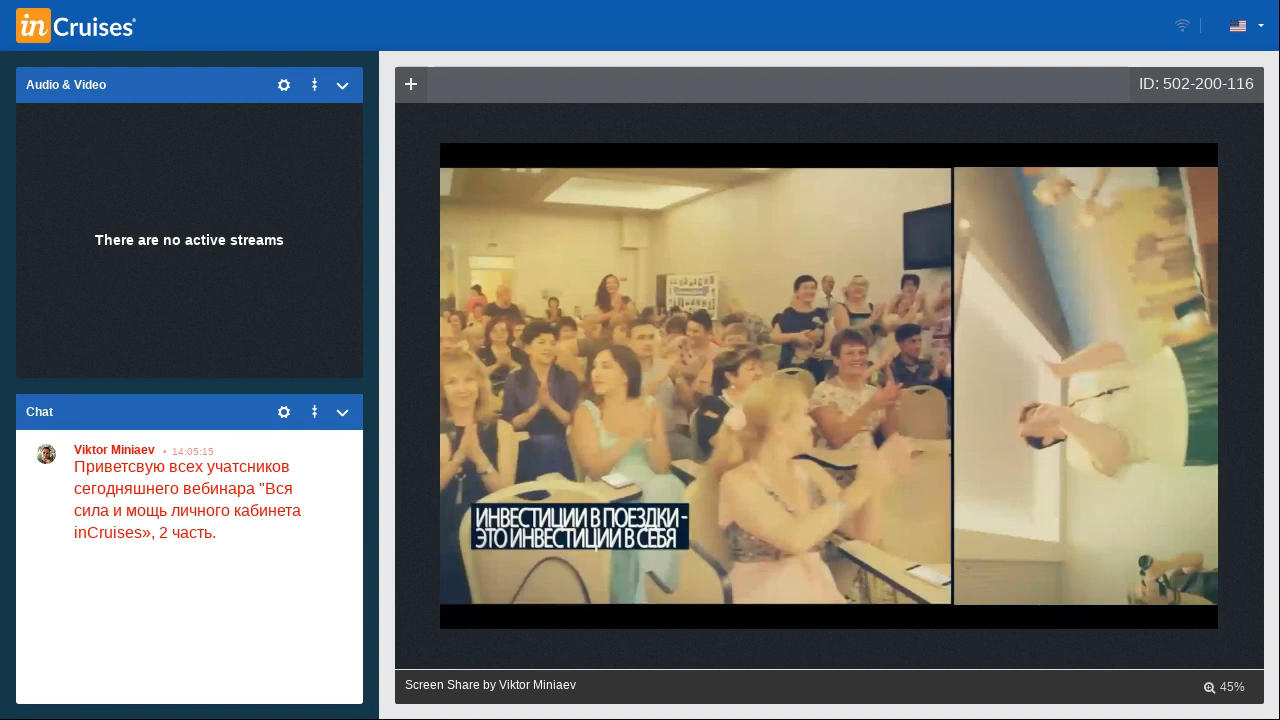 inCruises®
Audio & Video
There are no active streams
Chat
Viktor Miniaev • 14:05:15
Приветсвую всех учатсников
сегодняшнего вебинара "Вся
сила и мощь личного кабинета
inCruises», 2 часть.
ID: 502-200-116
ИНВЕСТИЦИИ В ПОЕЗДКИ -
ЭТО ИНВЕСТИЦИИ В СЕБЯ
Screen Share by Viktor Miniaev
45%